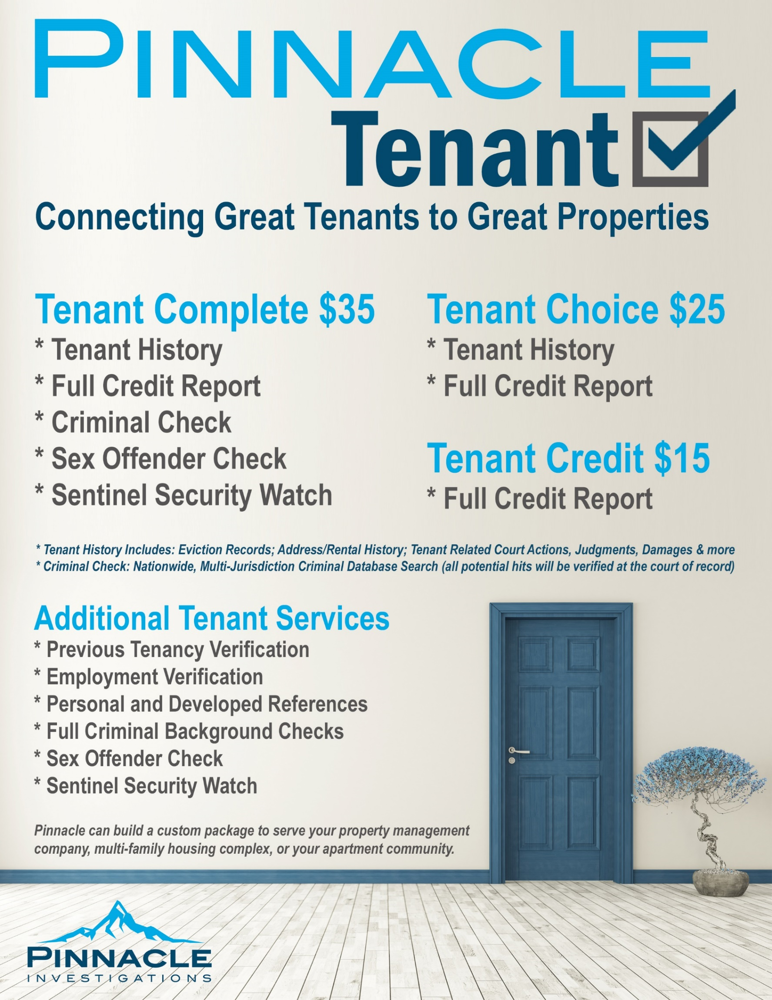 PINNACLE
Tenant
Connecting Great Tenants to Great Properties
Tenant Complete $35
* Tenant History
* Full Credit Report
* Criminal Check
* Sex Offender Check
* Sentinel Security Watch
Tenant Choice $25
* Tenant History
* Full Credit Report
Tenant Credit $15
* Full Credit Report
* Tenant History Includes: Eviction Records; Address/Rental History; Tenant Related Court Actions, Judgments, Damages & more
* Criminal Check: Nationwide, Multi-Jurisdiction Criminal Database Search (all potential hits will be verified at the court of record)
Additional Tenant Services
* Previous Tenancy Verification
* Employment Verification
* Personal and Developed References
* Full Criminal Background Checks
* Sex Offender Check
* Sentinel Security Watch
Pinnacle can build a custom package to serve your property management
company, multi-family housing complex, or your apartment community.
PINNACLE
INVESTIGATIONS